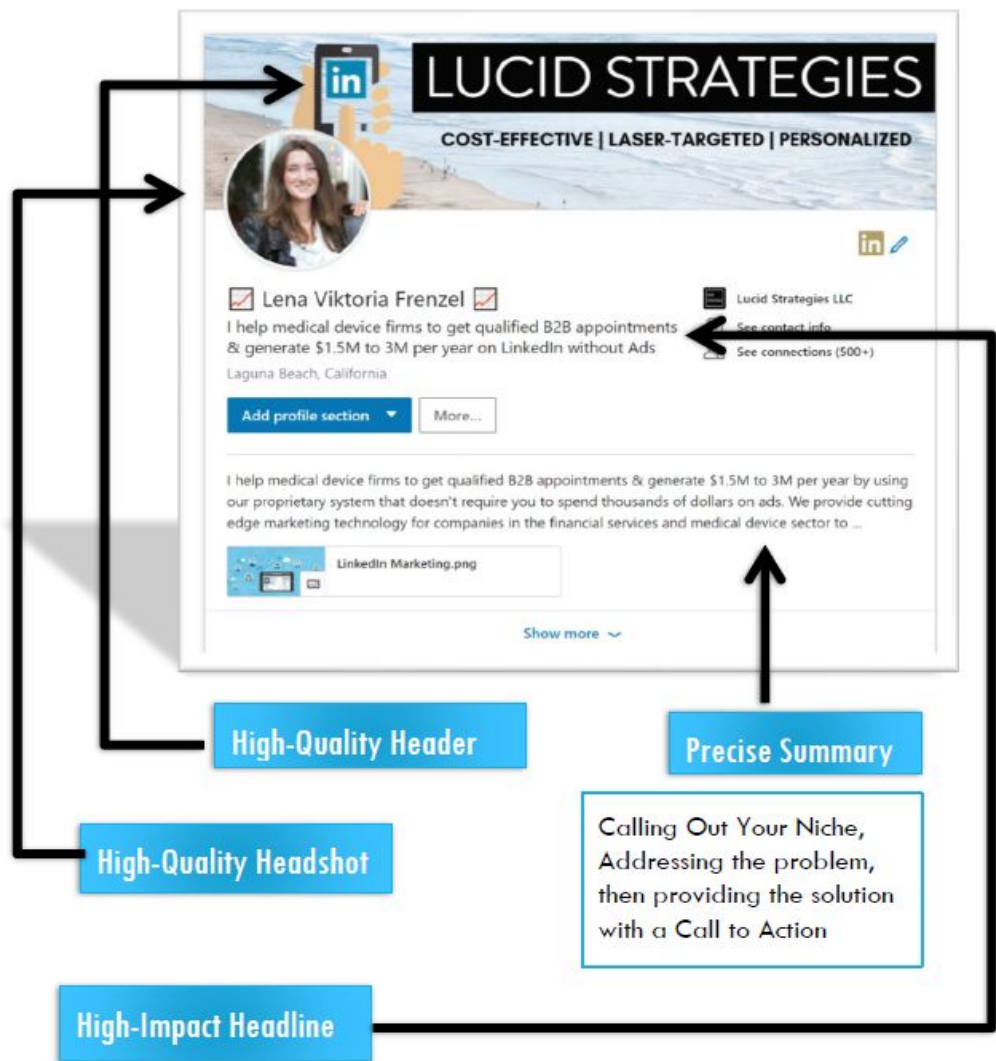 in
LUCID STRATEGIES
COST-EFFECTIVE | LASER-TARGETED | PERSONALIZED
in
Lena Viktoria Frenzel
I help medical device firms to get qualified B2B appointments
& generate $1.5M to 3M per year on LinkedIn without Ads
Laguna Beach, California
Lucid Strategies LLC
See contact info
See connections (500+)
Add profile section
More...
I help medical device firms to get qualified B2B appointments & generate $1.5M to 3M per year by using
our proprietary system that doesn't require you to spend thousands of dollars on ads. We provide cutting
edge marketing technology for companies in the financial services and medical device sector to ...
LinkedIn Marketing.png
Show more
High-Quality Header
Precise Summary
Calling Out Your Niche,
Addressing the problem,
then providing the solution
with a Call to Action
High-Quality Headshot
High-Impact Headline